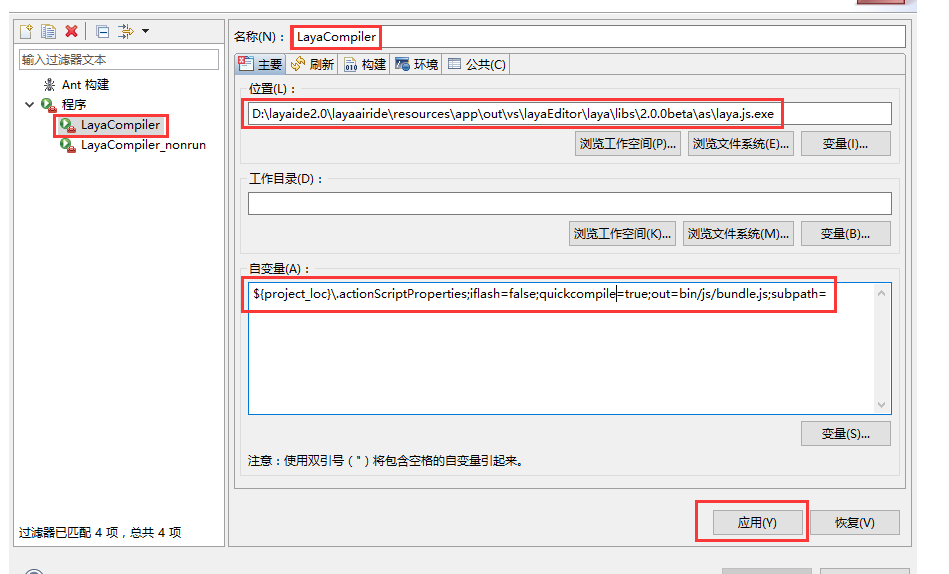 名称(N)：
LayaCompiler
输入过滤器文本
Ant 构建
程序
LayaCompiler
LayaCompiler_nonrun
过滤器已匹配 4 项，总共 4 项
主要 刷新 构建 环境 公共(C)
位置(L)：
D:\layaide2.0\layaairide\resources\app\out\vs\layaEditor\laya\libs\2.0.0beta\as\laya.js.exe
浏览工作空间(P)... 浏览文件系统(E)... 变量(I)...
工作目录(D)：
浏览工作空间(K)... 浏览文件系统(M)... 变量(B)...
自变量(A)：
${project_loc}\.actionScriptProperties;iflash=false;quickcompile=true;out=bin/js/bundle.js;subpath=
变量(S)...
注意：使用双引号 (") 将包含空格的自变量引起来。
应用(Y) 恢复(V)